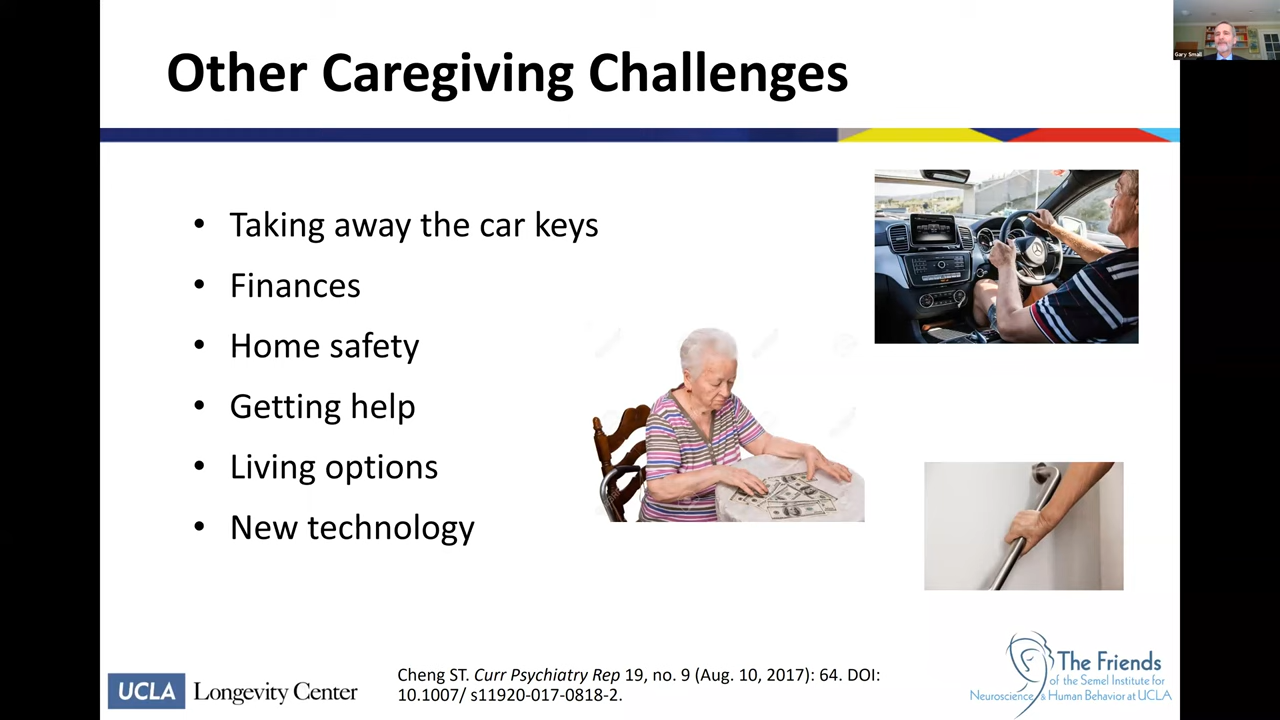 Other Caregiving Challenges
Gary Small
• Taking away the car keys
• Finances
• Home safety
• Getting help
• Living options
• New technology
Cheng ST. Curr Psychiatry Rep 19, no. 9 (Aug. 10, 2017): 64. DOI:
10.1007/ s11920-017-0818-2.
UCLA Longevity Center
The Friends
of the Semel Institute for
Neuroscience & Human Behavior at UCLA